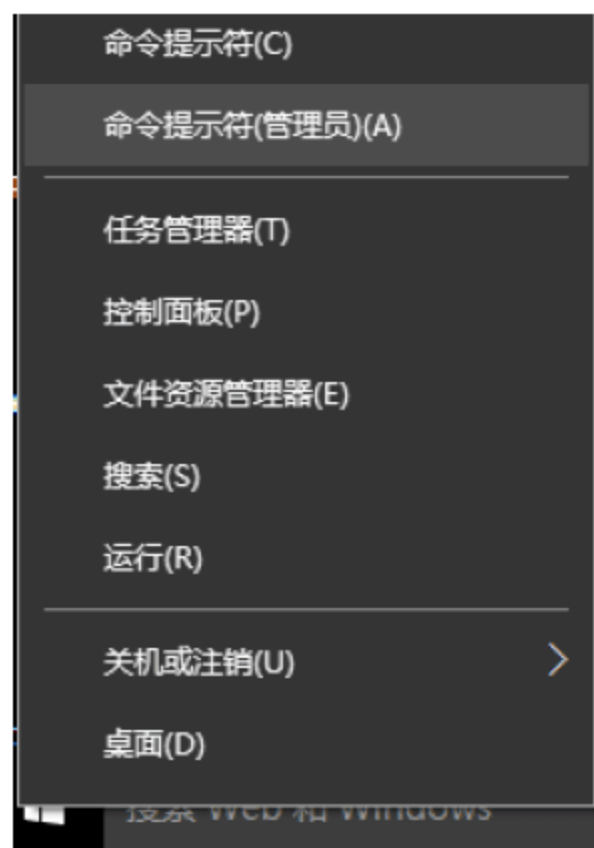 命令提示符(C)
命令提示符(管理员)(A)
任务管理器(T)
控制面板(P)
文件资源管理器(E)
搜索(S)
运行(R)
关机或注销(U)
桌面(D)
搜索 Web 和 Windows